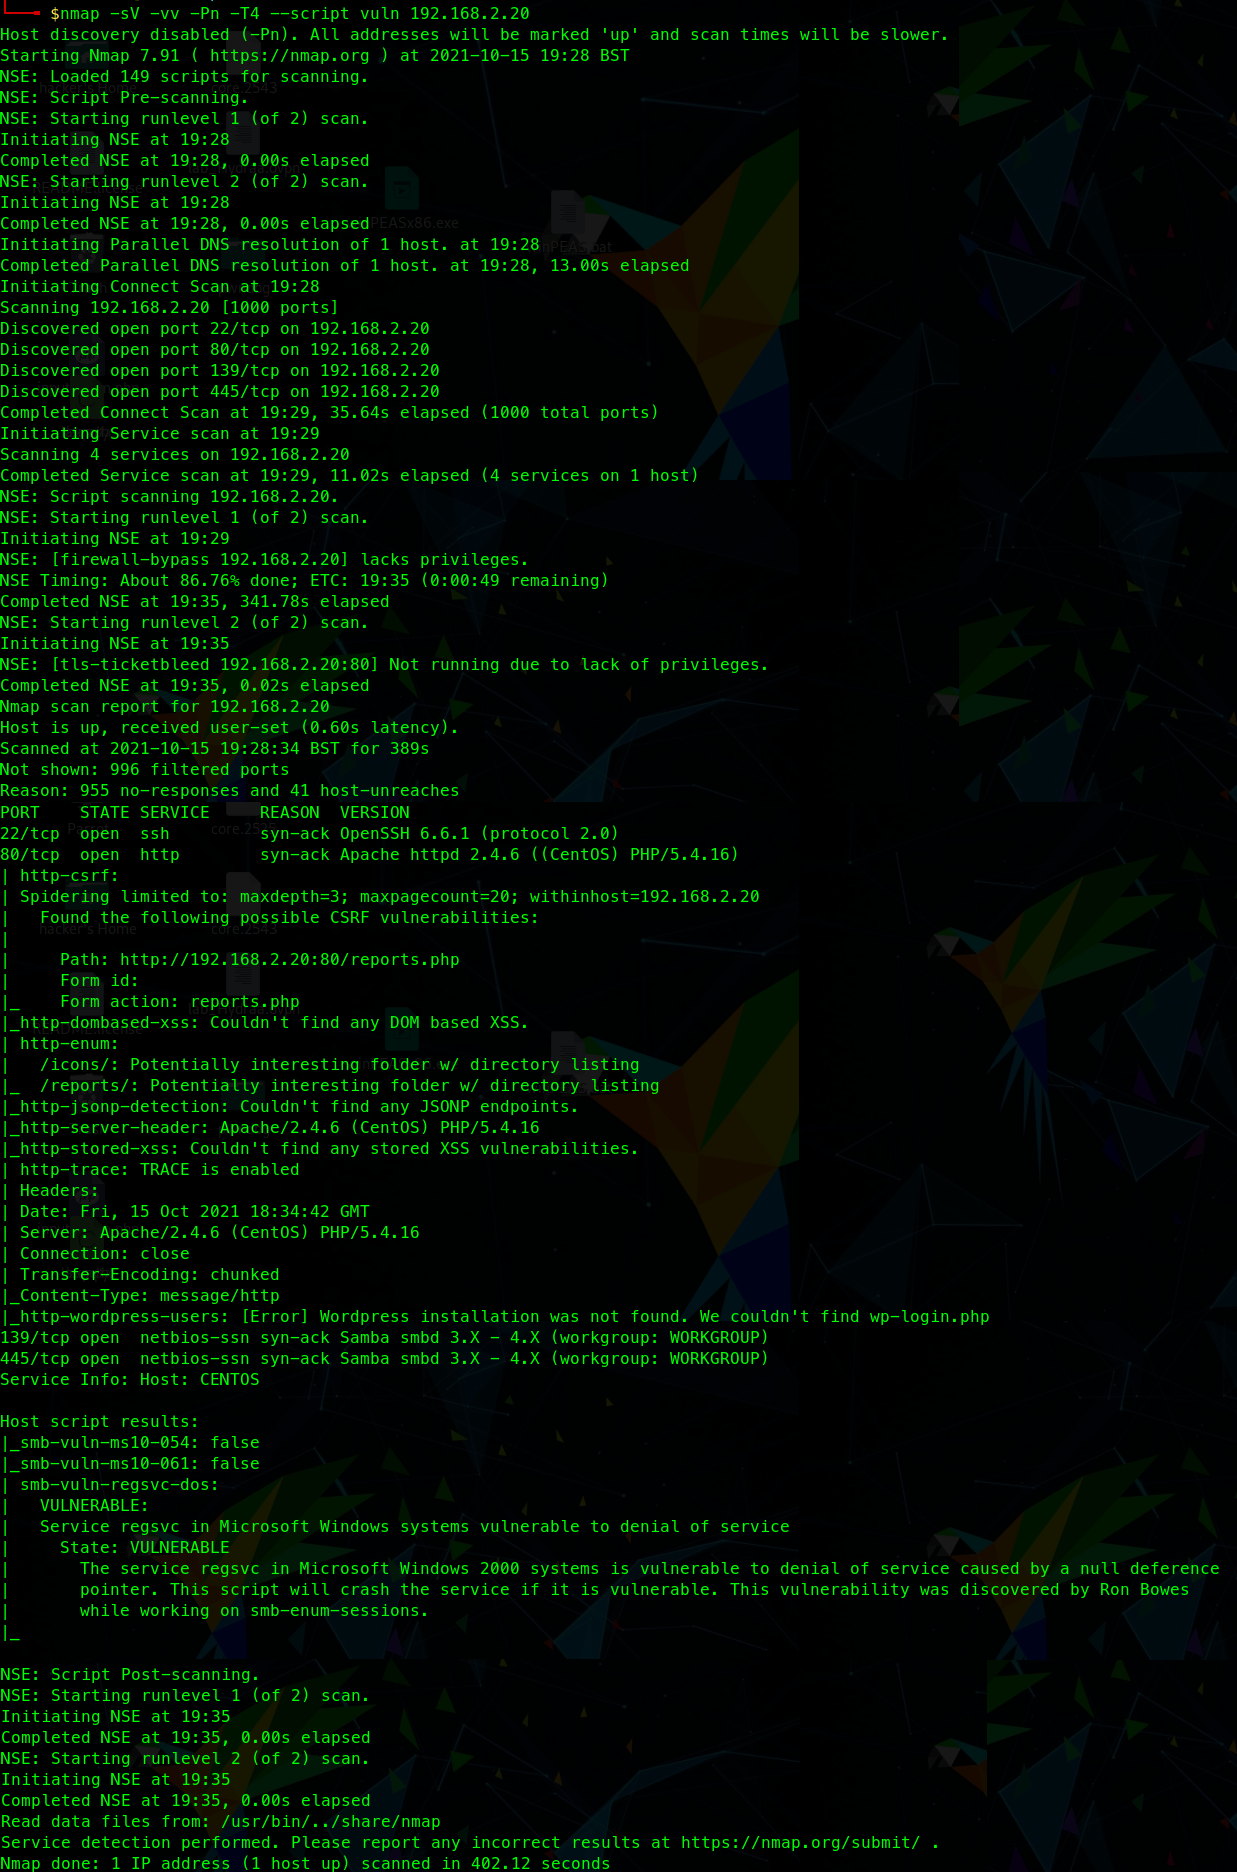 $nmap -sV -vv -Pn -T4 --script vuln 192.168.2.20
Host discovery disabled (-Pn). All addresses will be marked 'up' and scan times will be slower.
Starting Nmap 7.91 ( https://nmap.org ) at 2021-10-15 19:28 BST
NSE: Loaded 149 scripts for scanning.
NSE: Script Pre-scanning.
NSE: Starting runlevel 1 (of 2) scan.
Initiating NSE at 19:28
Completed NSE at 19:28, 0.00s elapsed
NSE: Starting runlevel 2 (of 2) scan.
Initiating NSE at 19:28
Completed NSE at 19:28, 0.00s elapsed
Initiating Parallel DNS resolution of 1 host. at 19:28
Completed Parallel DNS resolution of 1 host. at 19:28, 13.00s elapsed
Initiating Connect Scan at 19:28
Scanning 192.168.2.20 [1000 ports]
Discovered open port 22/tcp on 192.168.2.20
Discovered open port 80/tcp on 192.168.2.20
Discovered open port 139/tcp on 192.168.2.20
Discovered open port 445/tcp on 192.168.2.20
Completed Connect Scan at 19:29, 35.64s elapsed (1000 total ports)
Initiating Service scan at 19:29
Scanning 4 services on 192.168.2.20
Completed Service scan at 19:29, 11.02s elapsed (4 services on 1 host)
NSE: Script scanning 192.168.2.20.
NSE: Starting runlevel 1 (of 2) scan.
Initiating NSE at 19:29
NSE: [firewall-bypass 192.168.2.20] lacks privileges.
NSE Timing: About 86.76% done; ETC: 19:35 (0:00:49 remaining)
Completed NSE at 19:35, 341.78s elapsed
NSE: Starting runlevel 2 (of 2) scan.
Initiating NSE at 19:35
NSE: [tls-ticketbleed 192.168.2.20:80] Not running due to lack of privileges.
Completed NSE at 19:35, 0.02s elapsed
Nmap scan report for 192.168.2.20
Host is up, received user-set (0.60s latency).
Scanned at 2021-10-15 19:28:34 BST for 389s
Not shown: 996 filtered ports
Reason: 955 no-responses and 41 host-unreaches
PORT    STATE SERVICE     REASON  VERSION
22/tcp  open  ssh         syn-ack OpenSSH 6.6.1 (protocol 2.0)
80/tcp  open  http        syn-ack Apache httpd 2.4.6 ((CentOS) PHP/5.4.16)
| http-csrf:
| Spidering limited to: maxdepth=3; maxpagecount=20; withinhost=192.168.2.20
|   Found the following possible CSRF vulnerabilities:
|
|     Path: http://192.168.2.20:80/reports.php
|     Form id:
|_    Form action: reports.php
|_http-dombased-xss: Couldn't find any DOM based XSS.
| http-enum:
|   /icons/: Potentially interesting folder w/ directory listing
|_  /reports/: Potentially interesting folder w/ directory listing
|_http-jsonp-detection: Couldn't find any JSONP endpoints.
|_http-server-header: Apache/2.4.6 (CentOS) PHP/5.4.16
|_http-stored-xss: Couldn't find any stored XSS vulnerabilities.
| http-trace: TRACE is enabled
| Headers:
| Date: Fri, 15 Oct 2021 18:34:42 GMT
| Server: Apache/2.4.6 (CentOS) PHP/5.4.16
| Connection: close
| Transfer-Encoding: chunked
|_Content-Type: message/http
|_http-wordpress-users: [Error] Wordpress installation was not found. We couldn't find wp-login.php
139/tcp open  netbios-ssn syn-ack Samba smbd 3.X - 4.X (workgroup: WORKGROUP)
445/tcp open  netbios-ssn syn-ack Samba smbd 3.X - 4.X (workgroup: WORKGROUP)
Service Info: Host: CENTOS

Host script results:
|_smb-vuln-ms10-054: false
|_smb-vuln-ms10-061: false
| smb-vuln-regsvc-dos:
|   VULNERABLE:
|   Service regsvc in Microsoft Windows systems vulnerable to denial of service
|     State: VULNERABLE
|       The service regsvc in Microsoft Windows 2000 systems is vulnerable to denial of service caused by a null deference
|       pointer. This script will crash the service if it is vulnerable. This vulnerability was discovered by Ron Bowes
|       while working on smb-enum-sessions.
|_

NSE: Script Post-scanning.
NSE: Starting runlevel 1 (of 2) scan.
Initiating NSE at 19:35
Completed NSE at 19:35, 0.00s elapsed
NSE: Starting runlevel 2 (of 2) scan.
Initiating NSE at 19:35
Completed NSE at 19:35, 0.00s elapsed
Read data files from: /usr/bin/../share/nmap
Service detection performed. Please report any incorrect results at https://nmap.org/submit/ .
Nmap done: 1 IP address (1 host up) scanned in 402.12 seconds